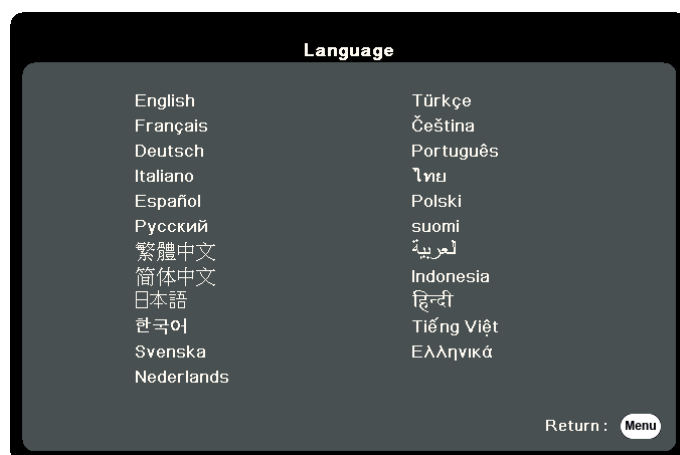 Language
English
Français
Deutsch
Italiano
Español
Русский
繁體中文
简体中文
日本語
한국어
Svenska
Nederlands
Türkçe
Čeština
Português
ไทย
Polski
suomi
العربية
Indonesia
हिन्दी
Tiếng Việt
Ελληνικά
Return : Menu